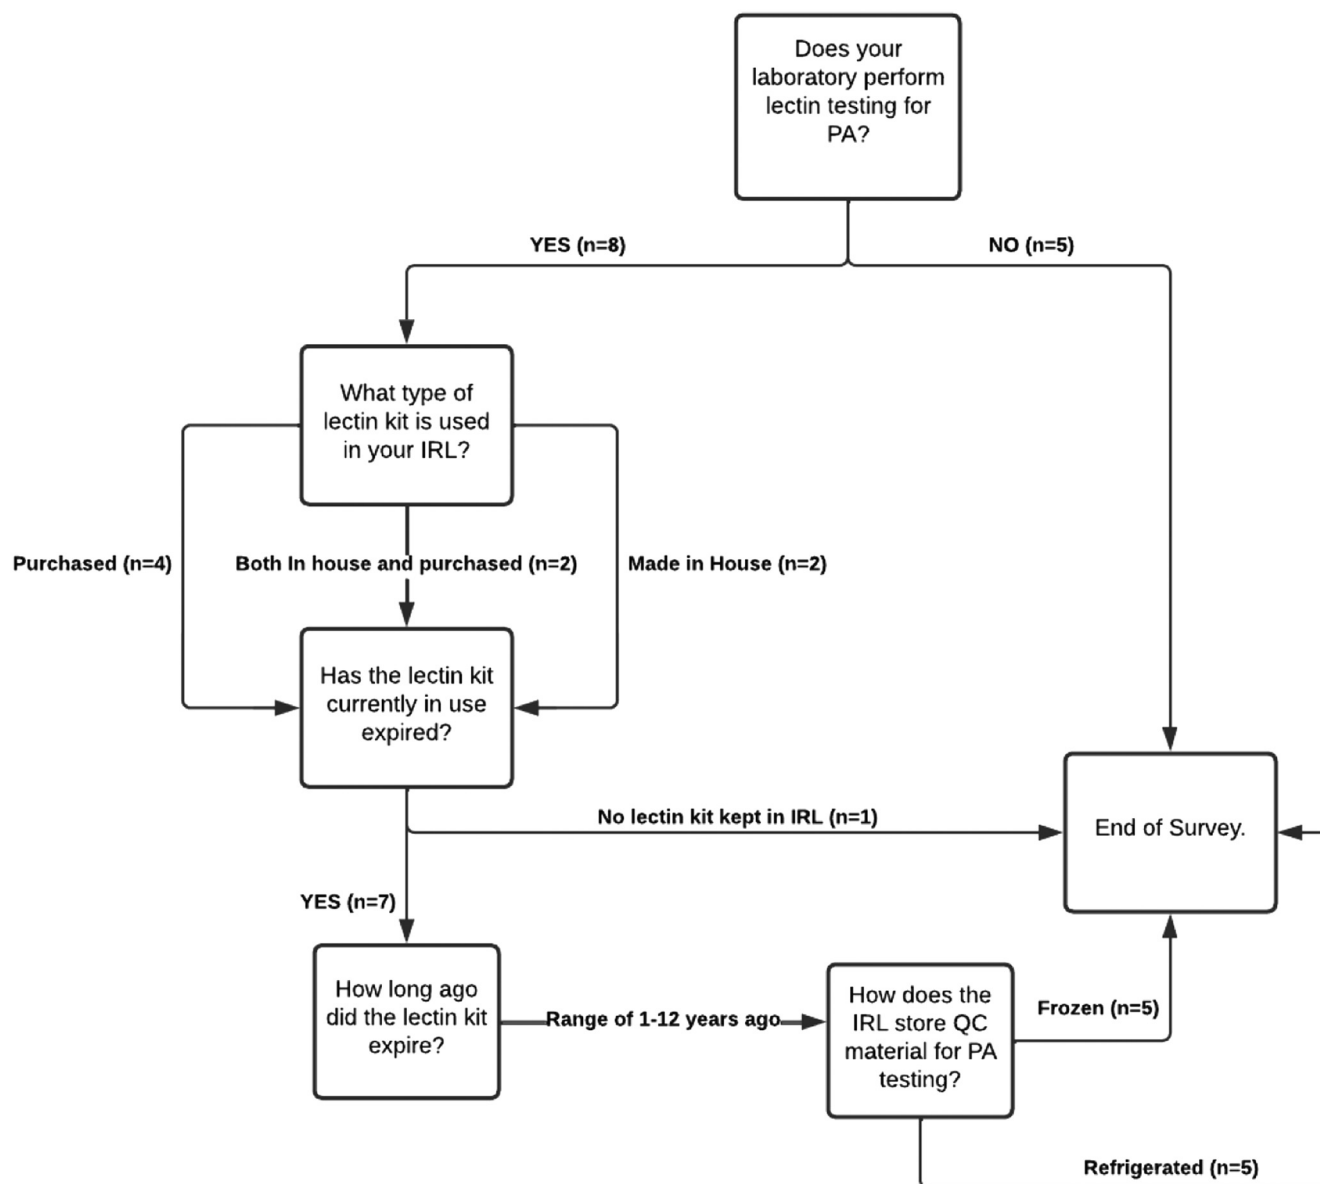 Does your
laboratory perform
lectin testing for
PA?
YES (n=8)
NO (n=5)
What type of
lectin kit is used
in your IRL?
Purchased (n=4)
Both In house and purchased (n=2)
Made in House (n=2)
Has the lectin kit
currently in use
expired?
No lectin kit kept in IRL (n=1)
End of Survey.
YES (n=7)
How long ago
did the lectin kit
expire?
Range of 1-12 years ago
How does the
IRL store QC
material for PA
testing?
Frozen (n=5)
Refrigerated (n=5)